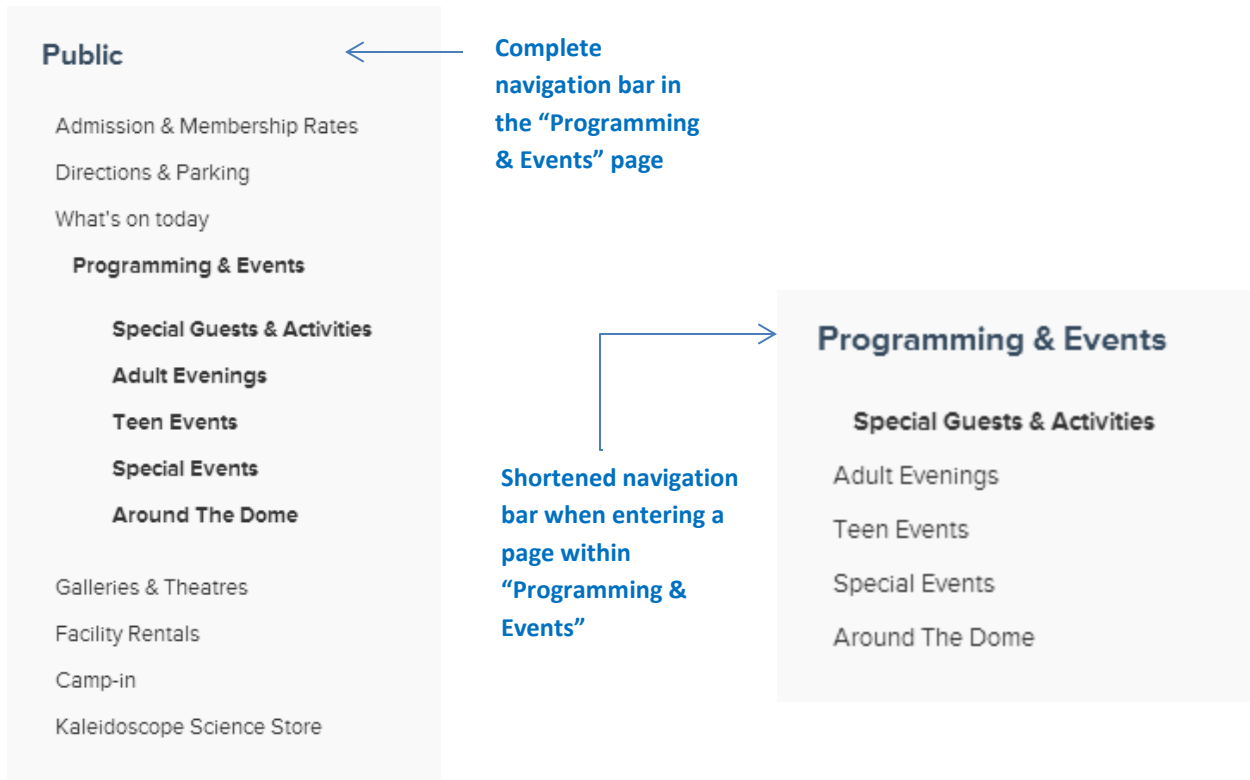 Public
Admission & Membership Rates
Directions & Parking
What's on today
Programming & Events
Special Guests & Activities
Adult Evenings
Teen Events
Special Events
Around The Dome
Galleries & Theatres
Facility Rentals
Camp-in
Kaleidoscope Science Store
Complete
navigation bar in
the “Programming
& Events” page
Shortened navigation
bar when entering a
page within
“Programming &
Events”
Programming & Events
Special Guests & Activities
Adult Evenings
Teen Events
Special Events
Around The Dome